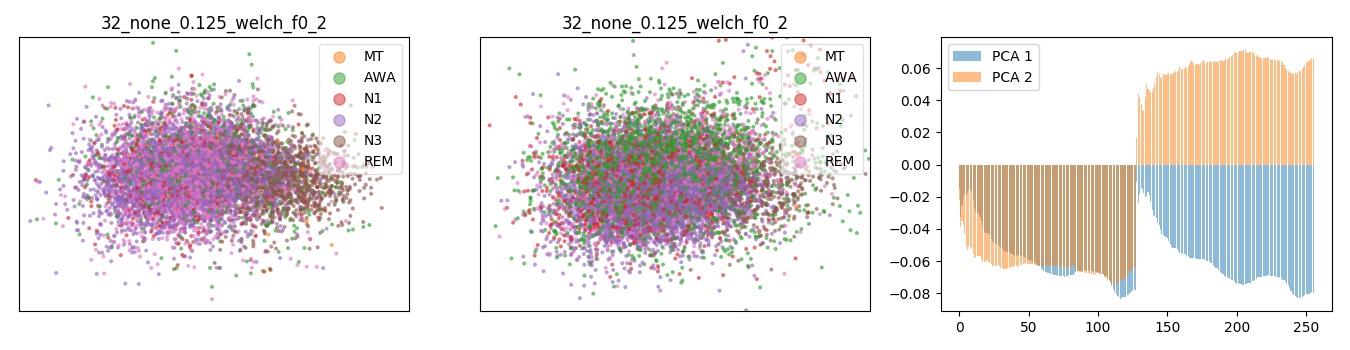 32_none_0.125_welch_f0_2
MT
AWA
N1
N2
N3
REM
32_none_0.125_welch_f0_2
MT
AWA
N1
N2
N3
REM
PCA 1
PCA 2
0.06
0.04
0.02
0.00
−0.02
−0.04
−0.06
−0.08
0 50 100 150 200 250